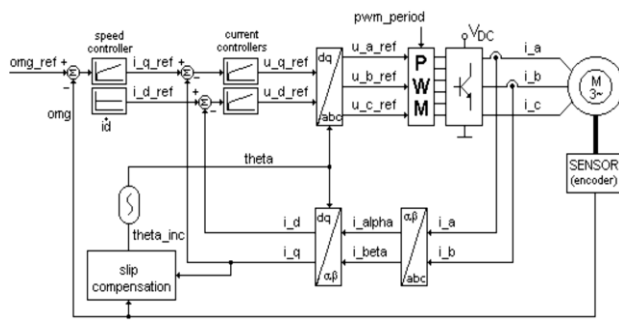 pwm_period
speed
controller
current
controllers
V_DC
omg_ref
+
Σ
−
i_q_ref
+
Σ
−
u_q_ref
dq
abc
u_a_ref
P
W
M
i_a
i_d_ref
+
Σ
−
u_d_ref
u_b_ref
i_b
M
3~
omg
id
u_c_ref
i_c
theta
SENSOR
(encoder)
∫
theta_inc
i_d
dq
αβ
i_alpha
α,β
abc
i_a
i_q
i_beta
i_b
slip
compensation